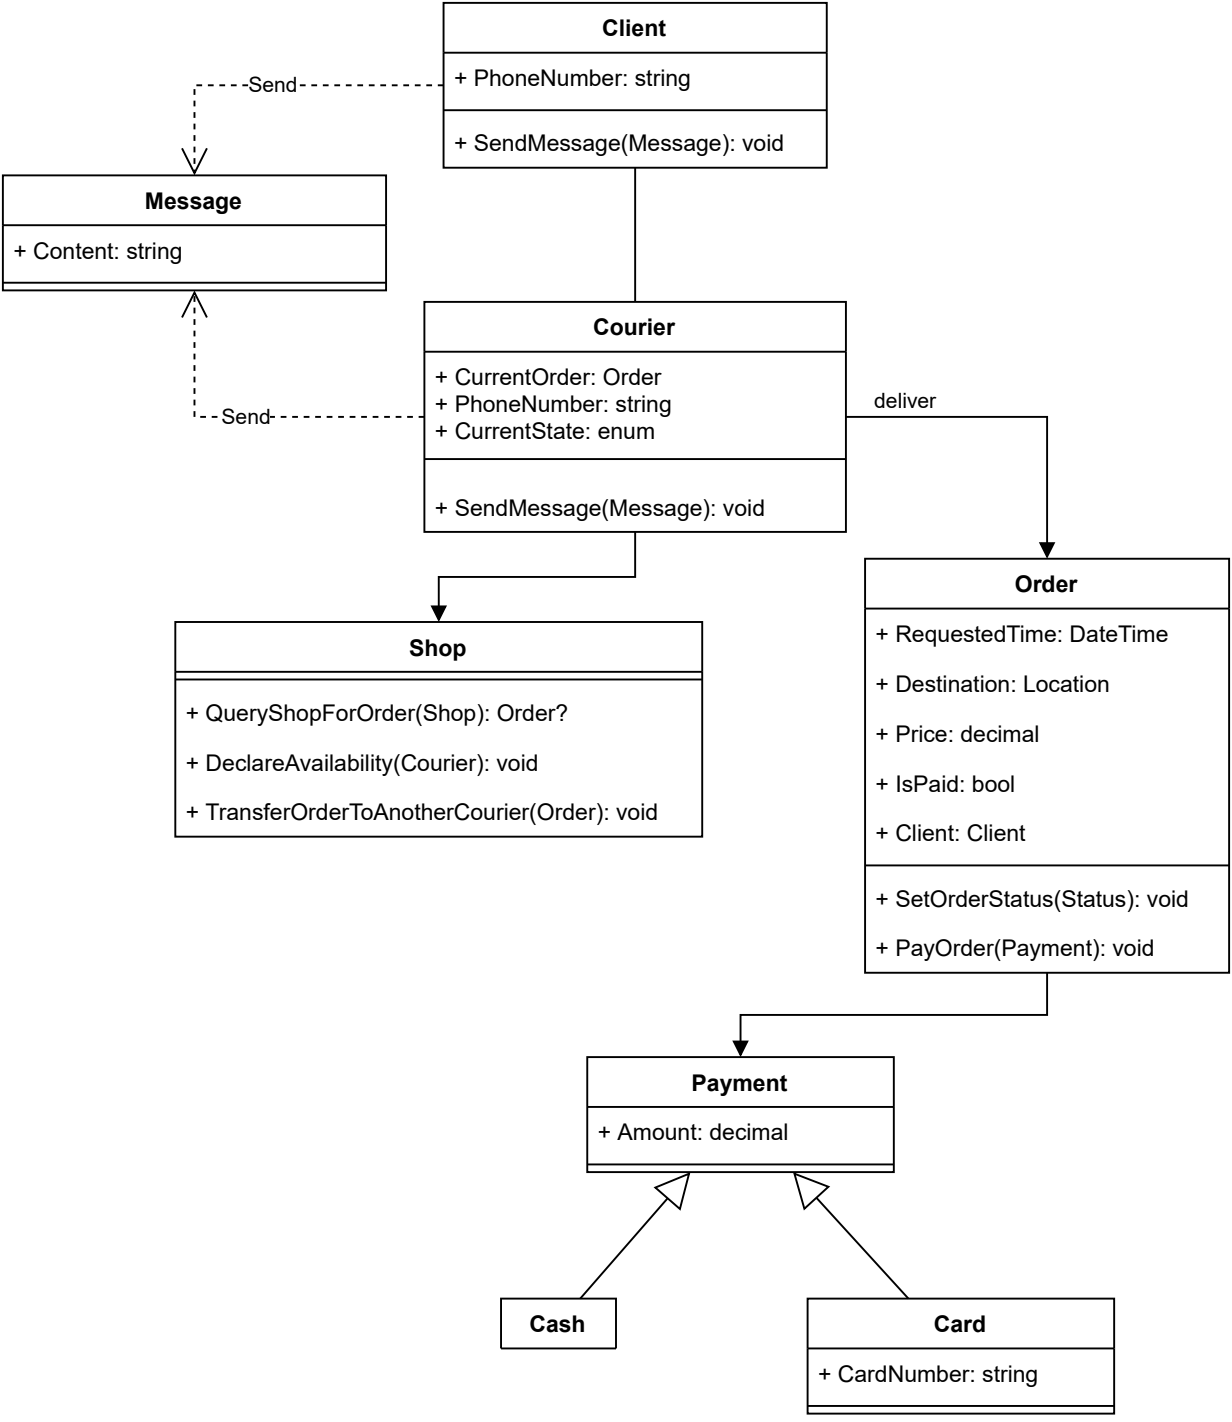 Client
+ PhoneNumber: string
+ SendMessage(Message): void
Send
Message
+ Content: string
Send
Courier
+ CurrentOrder: Order
+ PhoneNumber: string
+ CurrentState: enum
+ SendMessage(Message): void
deliver
Shop
+ QueryShopForOrder(Shop): Order?
+ DeclareAvailability(Courier): void
+ TransferOrderToAnotherCourier(Order): void
Order
+ RequestedTime: DateTime
+ Destination: Location
+ Price: decimal
+ IsPaid: bool
+ Client: Client
+ SetOrderStatus(Status): void
+ PayOrder(Payment): void
Payment
+ Amount: decimal
Cash
Card
+ CardNumber: string